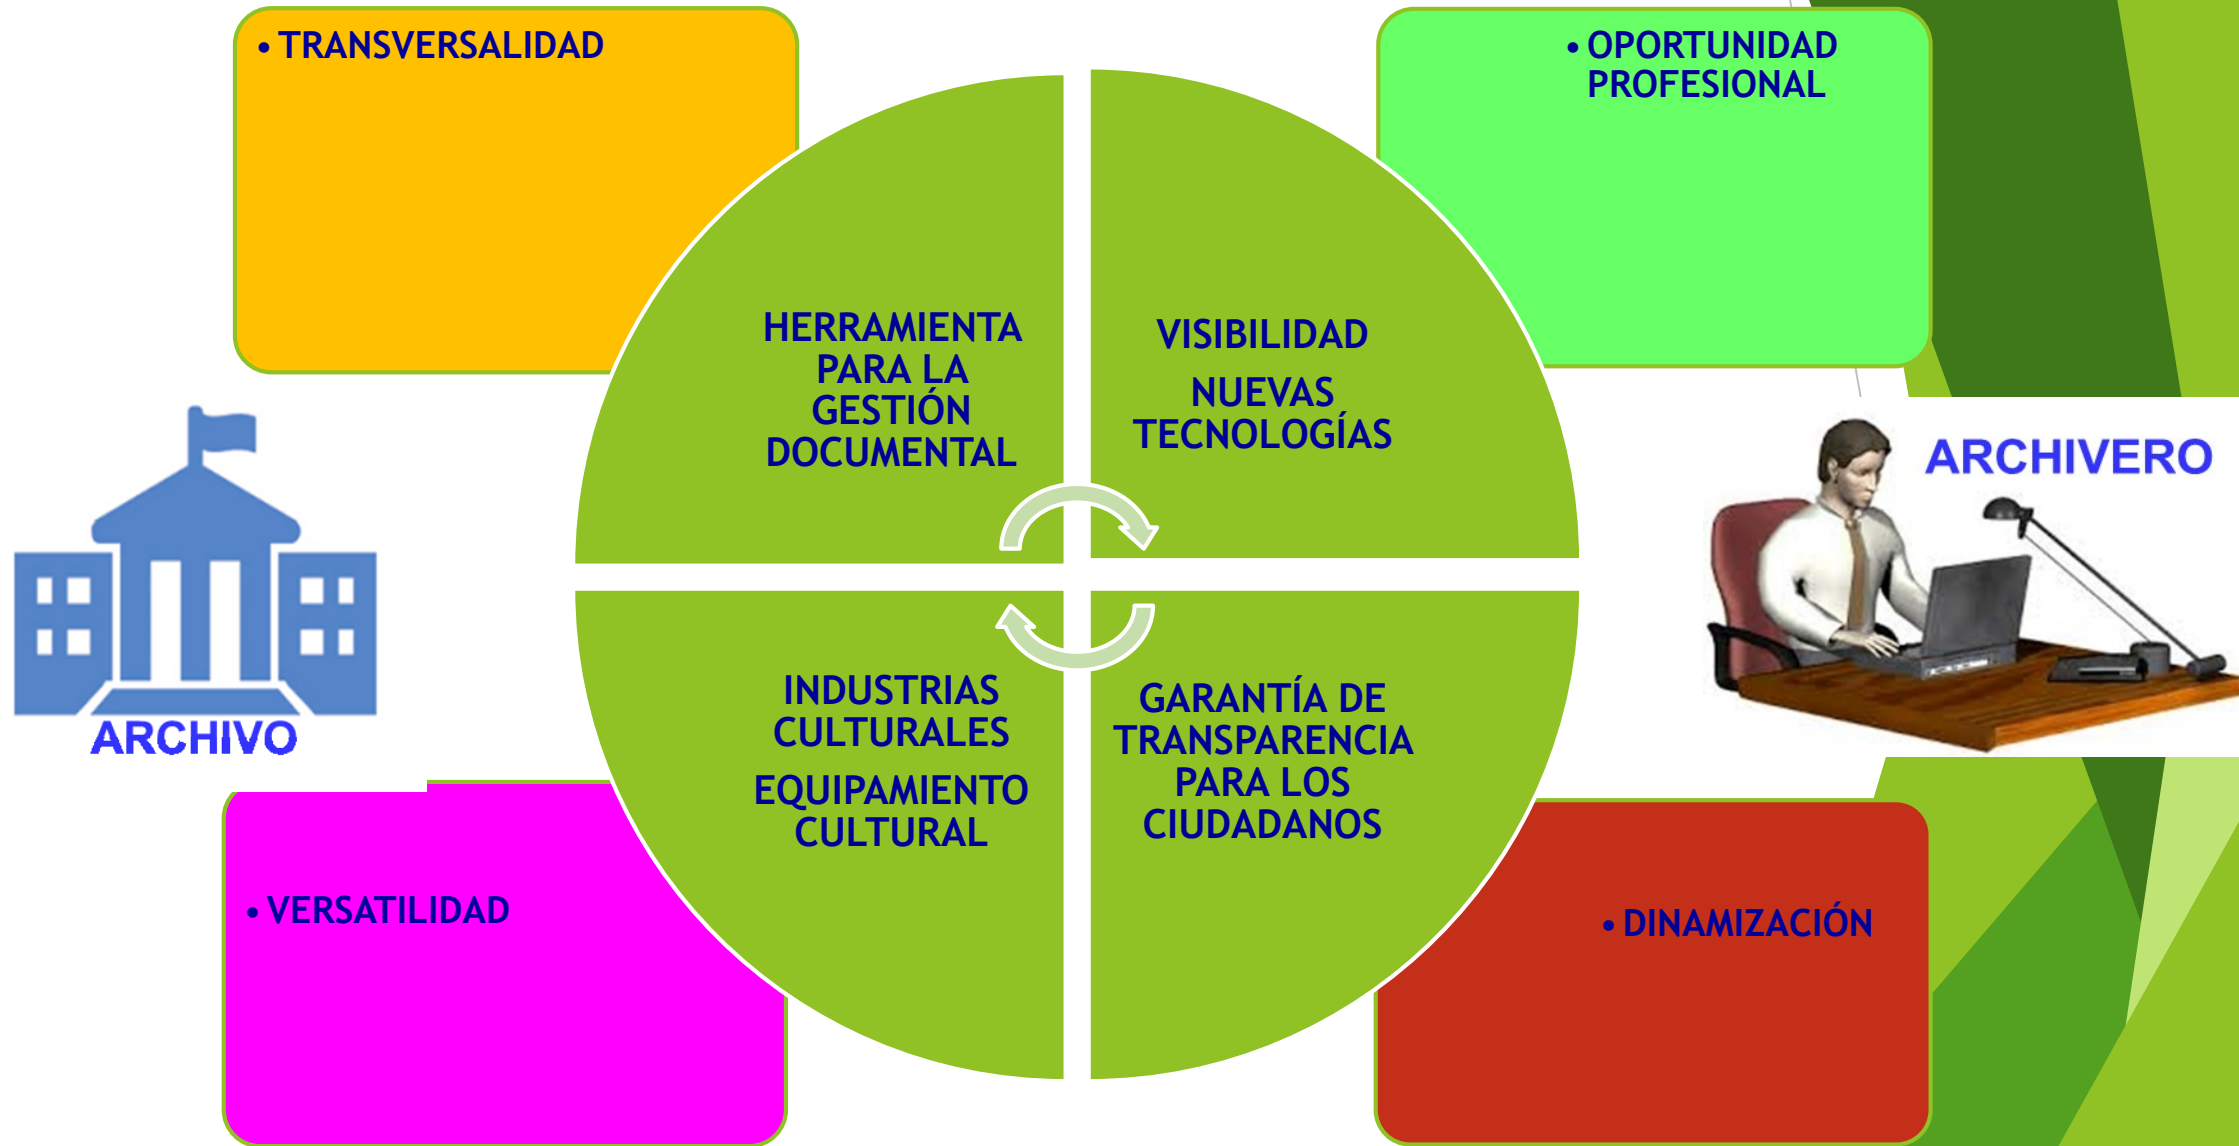 • TRANSVERSALIDAD
• OPORTUNIDAD
PROFESIONAL
HERRAMIENTA
PARA LA
GESTIÓN
DOCUMENTAL
VISIBILIDAD
NUEVAS
TECNOLOGÍAS
ARCHIVO
ARCHIVERO
INDUSTRIAS
CULTURALES
EQUIPAMIENTO
CULTURAL
GARANTÍA DE
TRANSPARENCIA
PARA LOS
CIUDADANOS
• VERSATILIDAD
• DINAMIZACIÓN